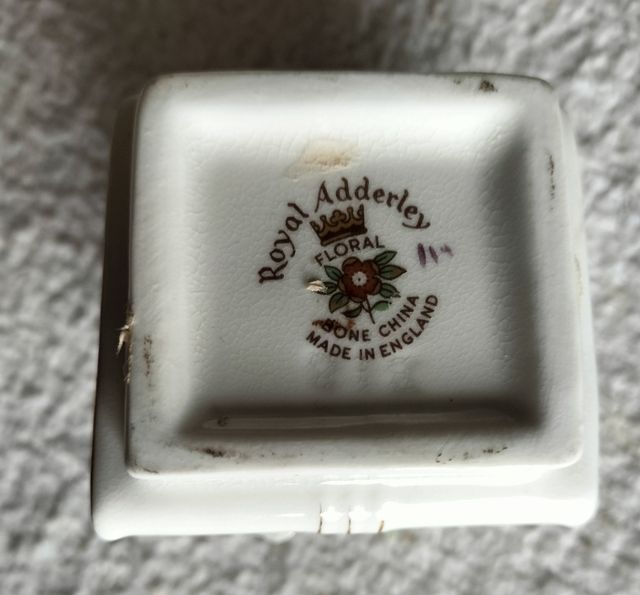 Royal Adderley
FLORAL
BONE CHINA
MADE IN ENGLAND